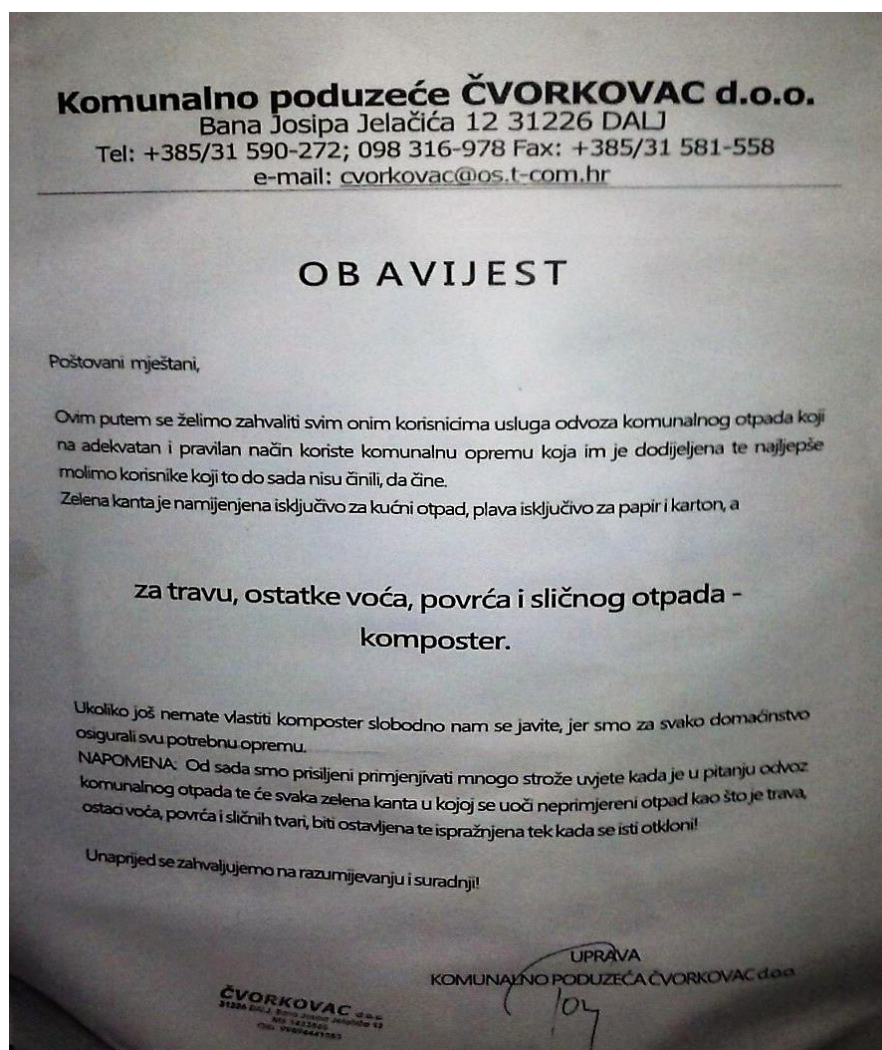 Komunalno poduzeće ČVORKOVAC d.o.o.
Bana Josipa Jelačića 12 31226 DALJ
Tel: +385/31 590-272; 098 316-978 Fax: +385/31 581-558
e-mail: cvorkovac@os.t-com.hr
OBAVIJEST
Poštovani mještani,
Ovim putem se želimo zahvaliti svim onim korisnicima usluga odvoza komunalnog otpada koji
na adekvatan i pravilan način koriste komunalnu opremu koja im je dodijeljena te najljepše
molimo korisnike koji to do sada nisu činili, da čine.
Zelena kanta je namijenjena isključivo za kućni otpad, plava isključivo za papir i karton, a
za travu, ostatke voća, povrća i sličnog otpada -
komposter.
Ukoliko još nemate vlastiti komposter slobodno nam se javite, jer smo za svako domaćinstvo
osigurali svu potrebnu opremu.
NAPOMENA: Od sada smo prisiljeni primjenjivati mnogo strože uvjete kada je u pitanju odvoz
komunalnog otpada te će svaka zelena kanta u kojoj se uoči neprimjereni otpad kao što je trava,
ostaci voća, povrća i sličnih tvari, biti ostavljena te ispražnjena tek kada se isti otkloni!
Unaprijed se zahvaljujemo na razumijevanju i suradnji!
UPRAVA
KOMUNALNO PODUZEĆA ČVORKOVAC d.o.o.
ČVORKOVAC d.o.o.
31226 DALJ, Bana Josipa Jelačića 12